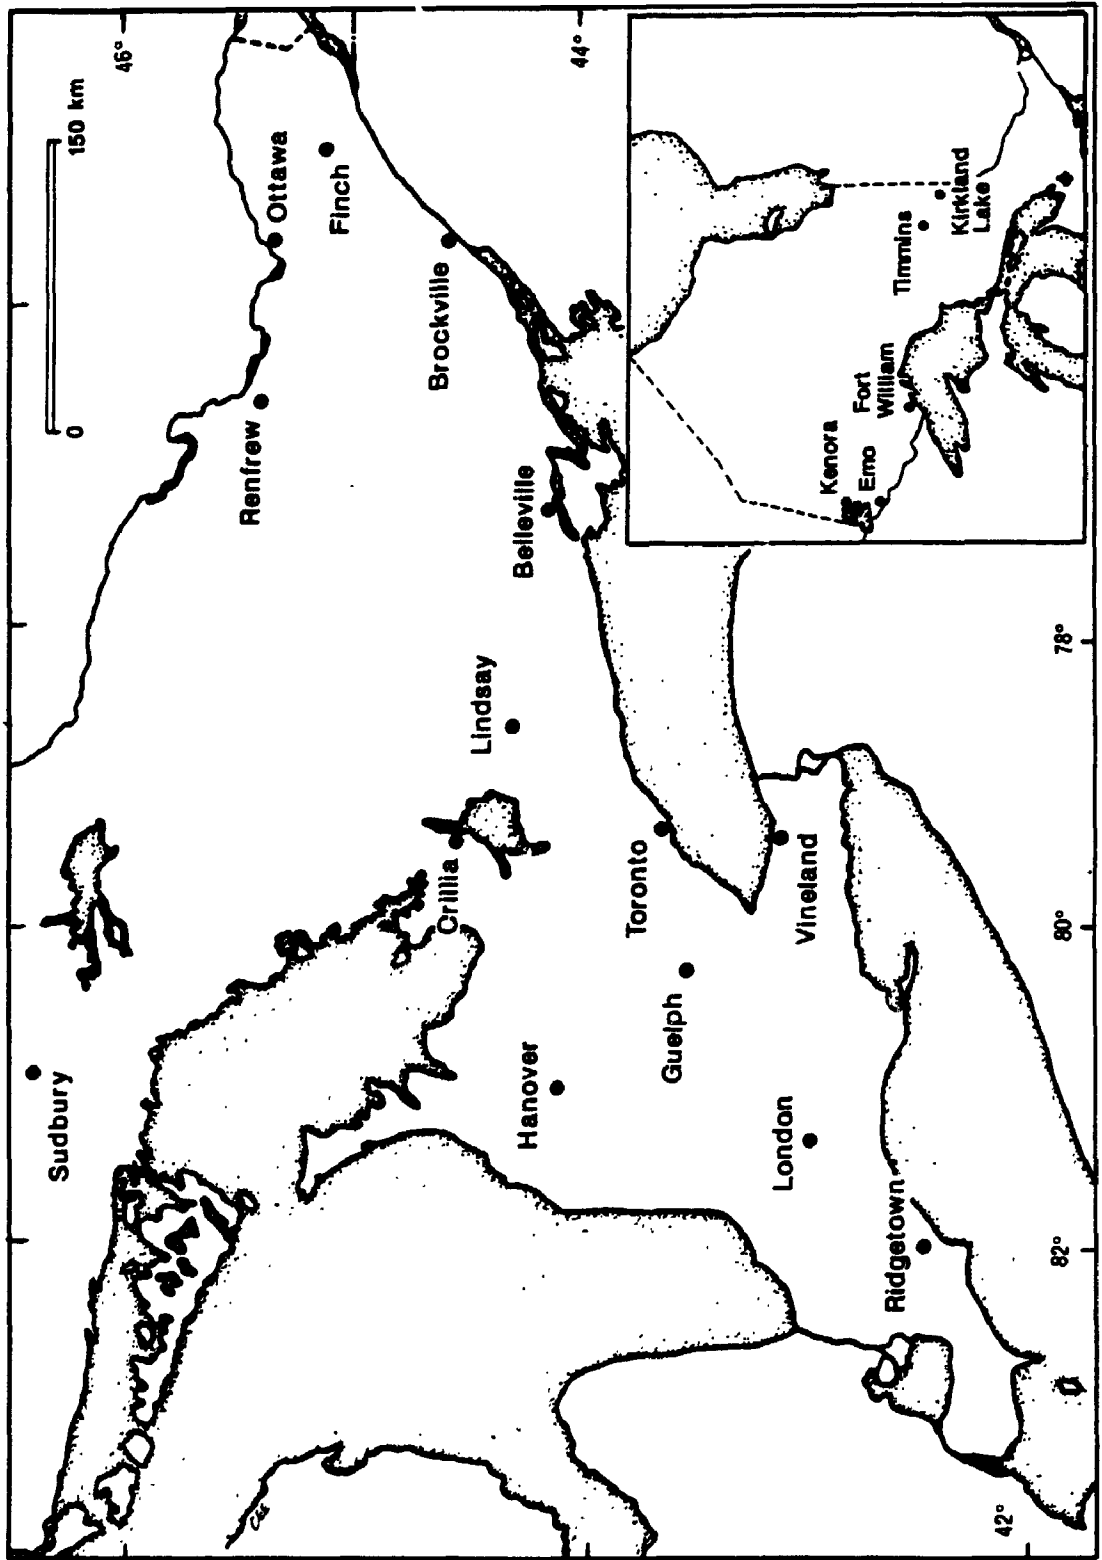 Sudbury
46°
0 150 km
Renfrew
Ottawa
Finch
Brockville
Belleville
Lindsay
Crillia
Hanover
44°
Toronto
Guelph
Vineland
London
Ridgetown
42°
82°
80°
78°
Kenora
Emo
Fort
William
Timmins
Kirkland
Lake